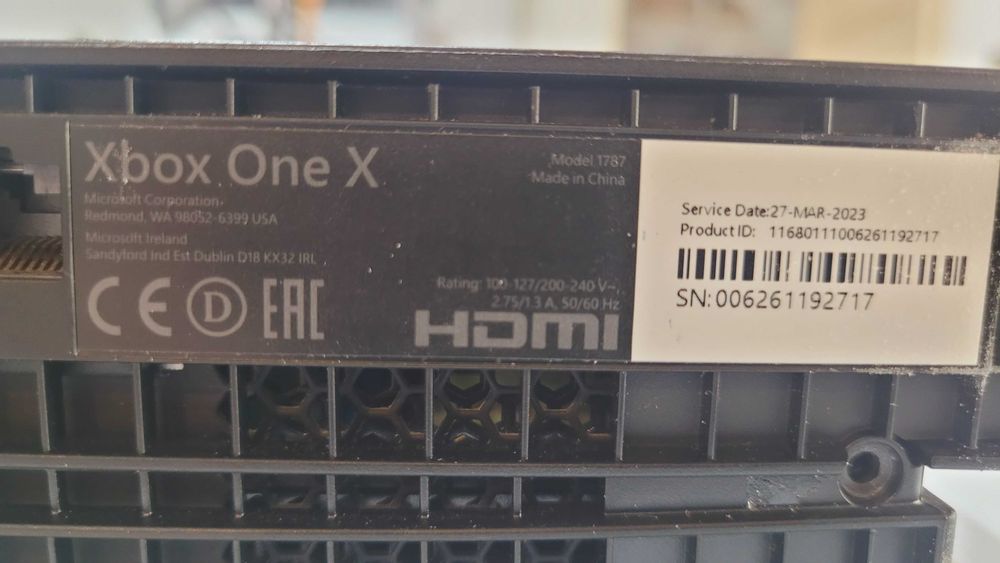 Xbox One X
Microsoft Corporation
Redmond, WA 98052-6399 USA
Microsoft Ireland
Sandyford Ind Est Dublin D18 KX32 IRL
CE D EAC
Model 1787
Made in China
Rating: 100-127/200-240 V~,
2.75/1.3 A, 50/60 Hz
HDMI
Service Date:27-MAR-2023
Product ID: 11680111006261192717
SN:006261192717